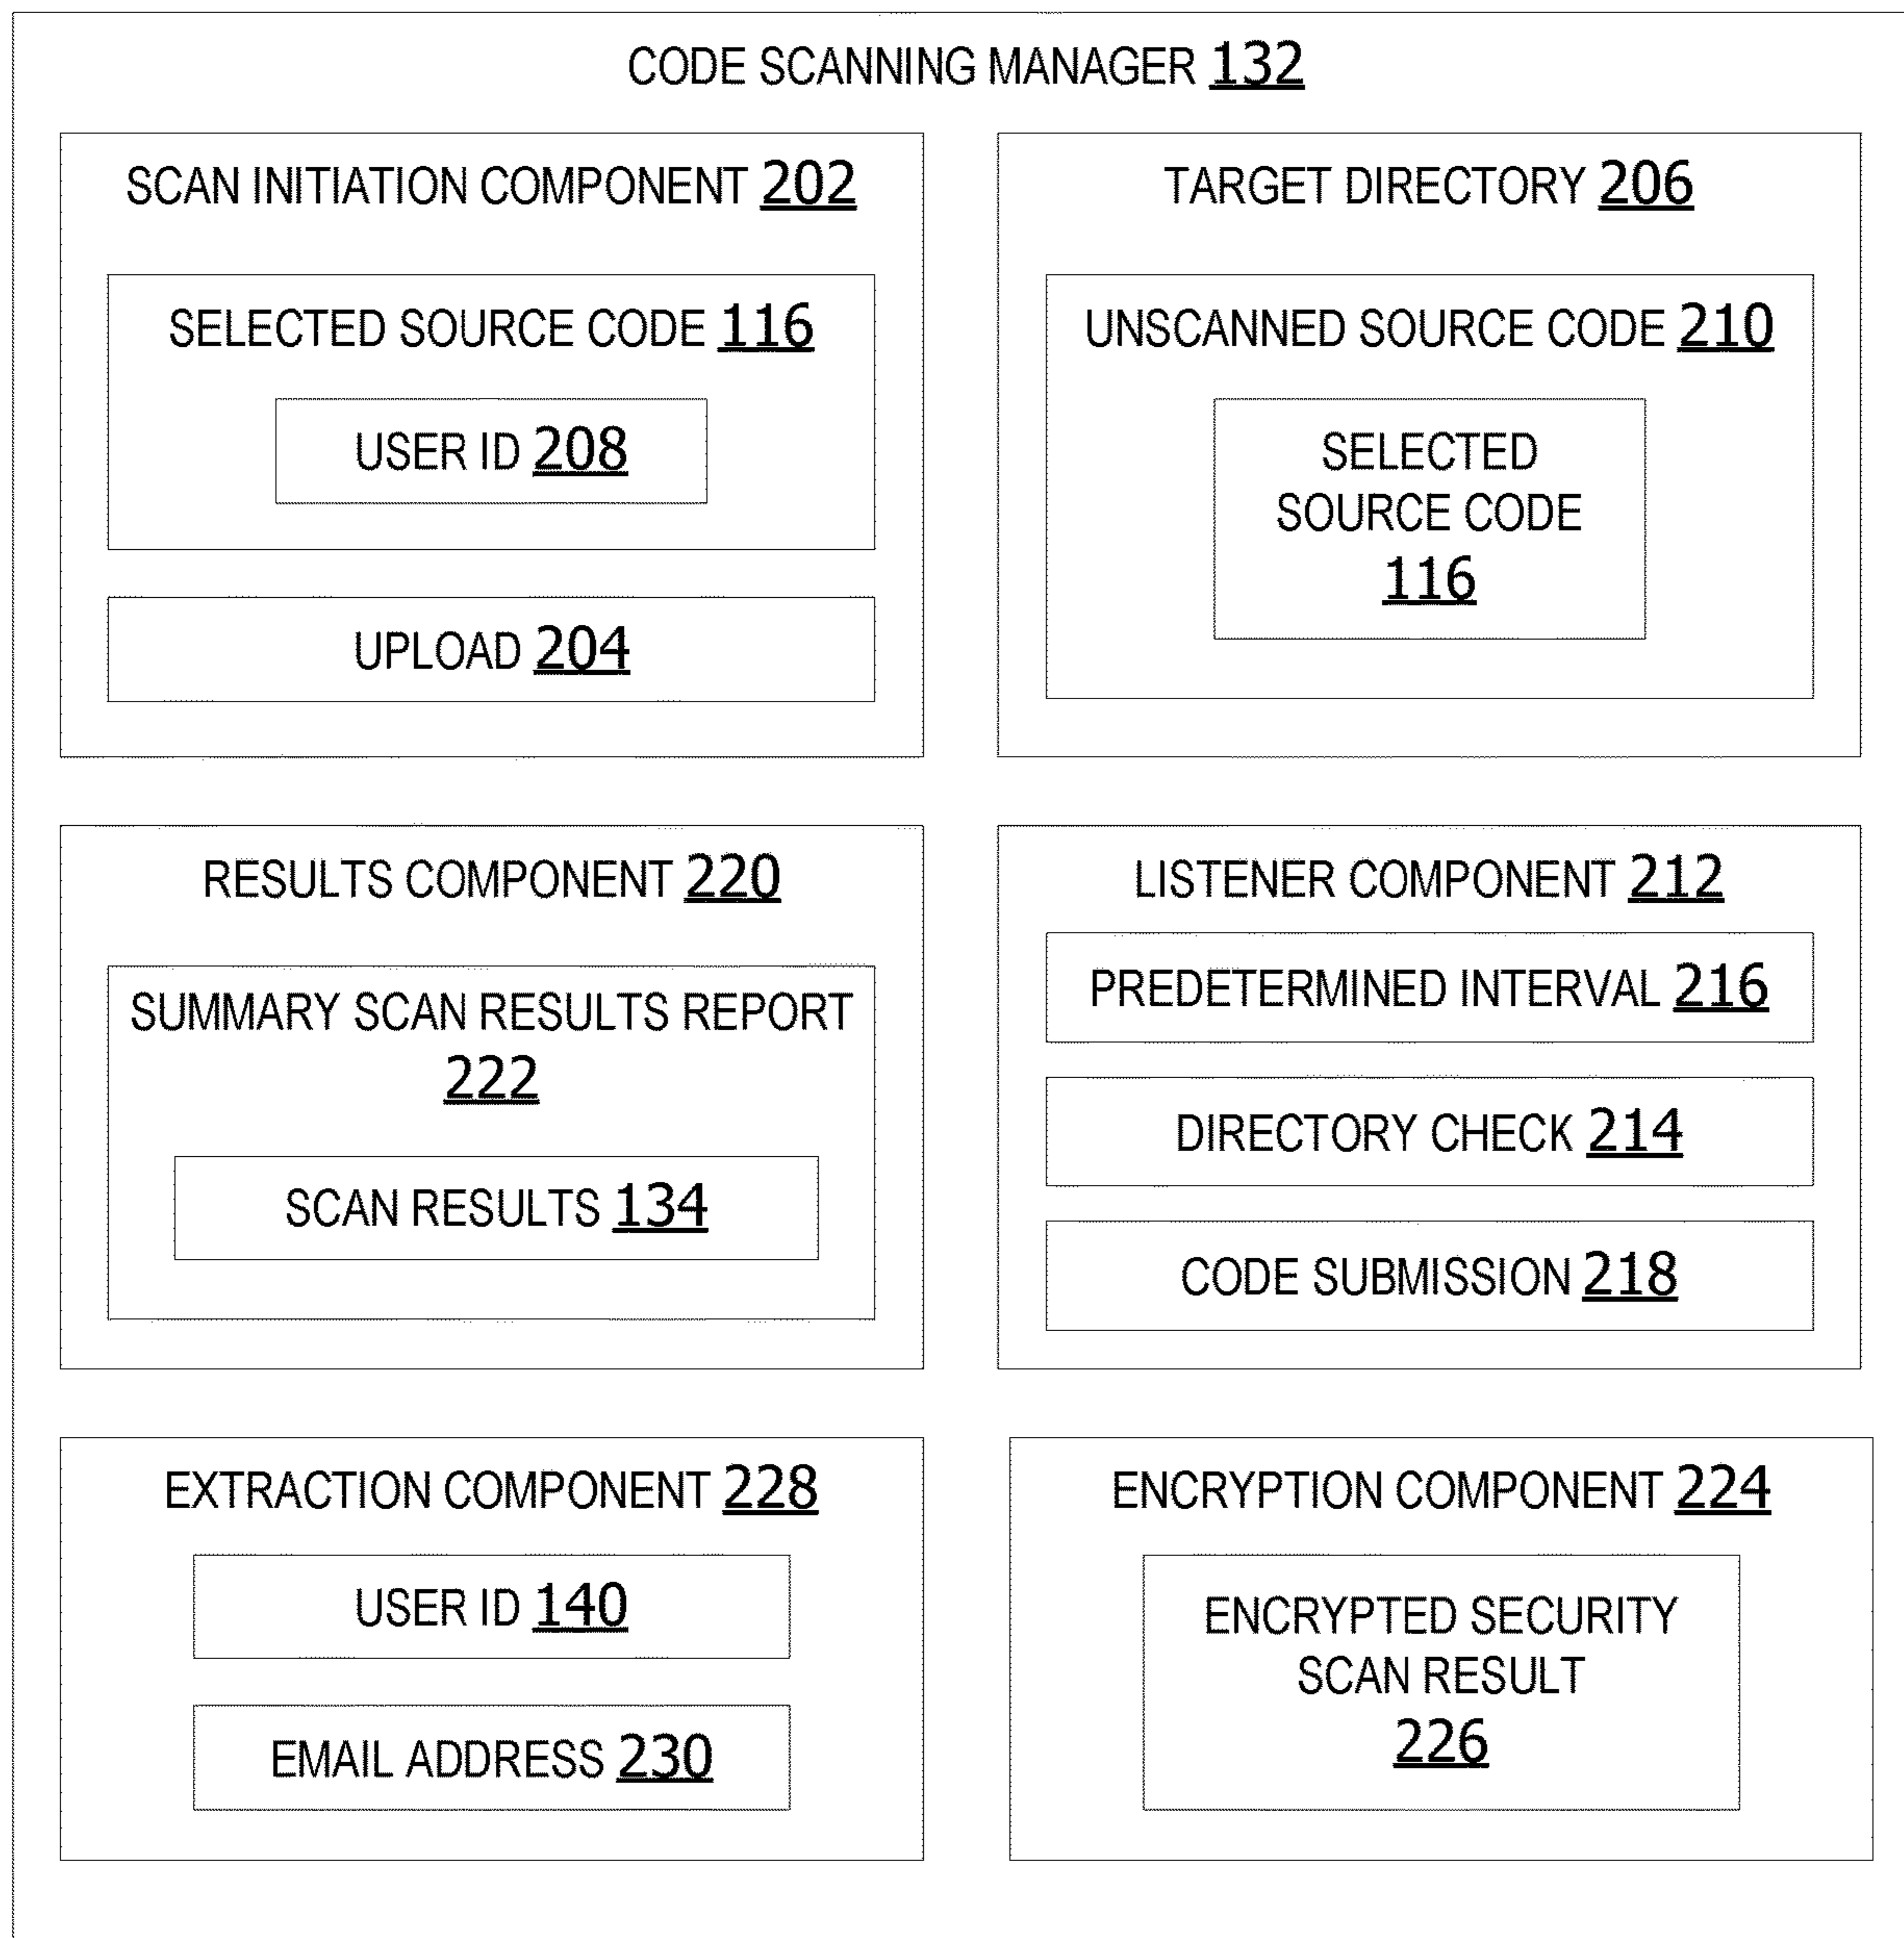 CODE SCANNING MANAGER 132
SCAN INITIATION COMPONENT 202
SELECTED SOURCE CODE 116
USER ID 208
UPLOAD 204
TARGET DIRECTORY 206
UNSCANNED SOURCE CODE 210
SELECTED
SOURCE CODE
116
RESULTS COMPONENT 220
SUMMARY SCAN RESULTS REPORT
222
SCAN RESULTS 134
LISTENER COMPONENT 212
PREDETERMINED INTERVAL 216
DIRECTORY CHECK 214
CODE SUBMISSION 218
EXTRACTION COMPONENT 228
USER ID 140
EMAIL ADDRESS 230
ENCRYPTION COMPONENT 224
ENCRYPTED SECURITY
SCAN RESULT
226